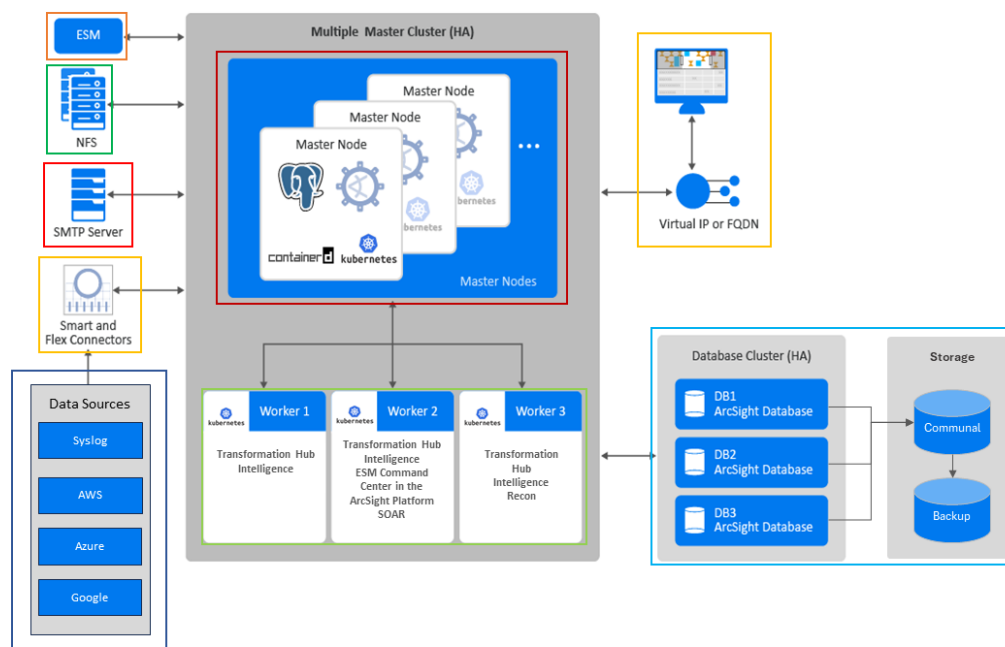 ESM
NFS
SMTP Server
Smart and
Flex Connectors
Data Sources
Syslog
AWS
Azure
Google
Multiple Master Cluster (HA)
Master Node
Master Node
Master Node
...
containerd
kubernetes
kubernetes
kubernetes
Master Nodes
kubernetes
Worker 1
Transformation Hub
Intelligence
kubernetes
Worker 2
Transformation Hub
Intelligence
ESM Command
Center in the
ArcSight Platform
SOAR
kubernetes
Worker 3
Transformation
Hub
Intelligence
Recon
Virtual IP or FQDN
Database Cluster (HA)
DB1
ArcSight Database
DB2
ArcSight Database
DB3
ArcSight Database
Storage
Communal
Backup